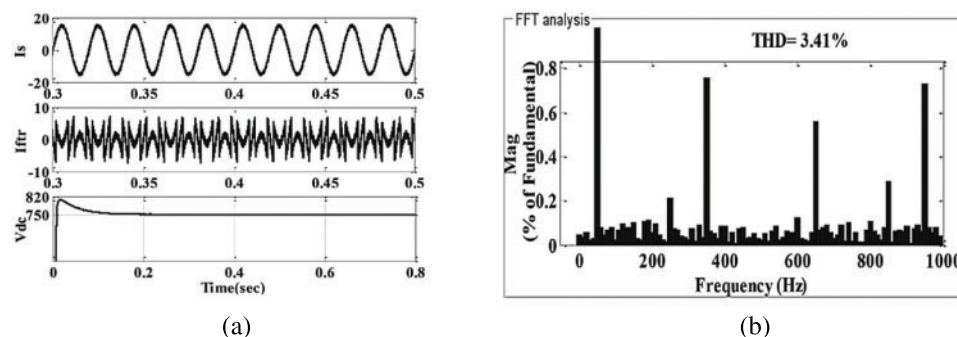 20
Is
0
-20
0.3 0.35 0.4 0.45 0.5
10
Iftr
0
-10
0.3 0.35 0.4 0.45 0.5
820
750
Vdc
0 0.2 0.4 0.6 0.8
Time(sec)
(a)
FFT analysis
THD= 3.41%
0.8
0.6
0.4
0.2
0
Mag
(% of Fundamental)
0 200 400 600 800 1000
Frequency (Hz)
(b)